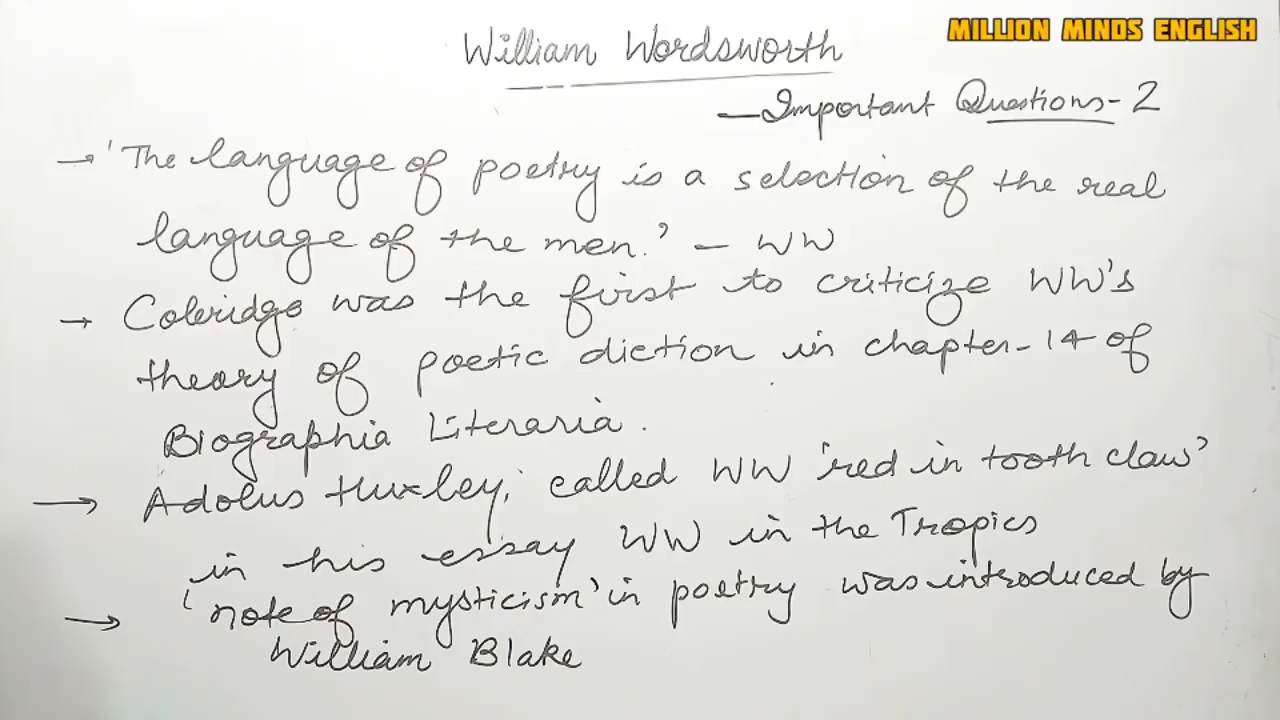 MILLION MINDS ENGLISH
William Wordsworth
— Important Questions - 2
→ 'The language of poetry is a selection of the real
language of the men.' - WW
→ Coleridge was the first to criticize WW's
theory of poetic diction in chapter - 14 of
Biographia Literaria.
→ Adolus Huxley, called WW 'red in tooth claw'
in his essay WW in the Tropics
→ 'note of mysticism' in poetry was introduced by
William Blake